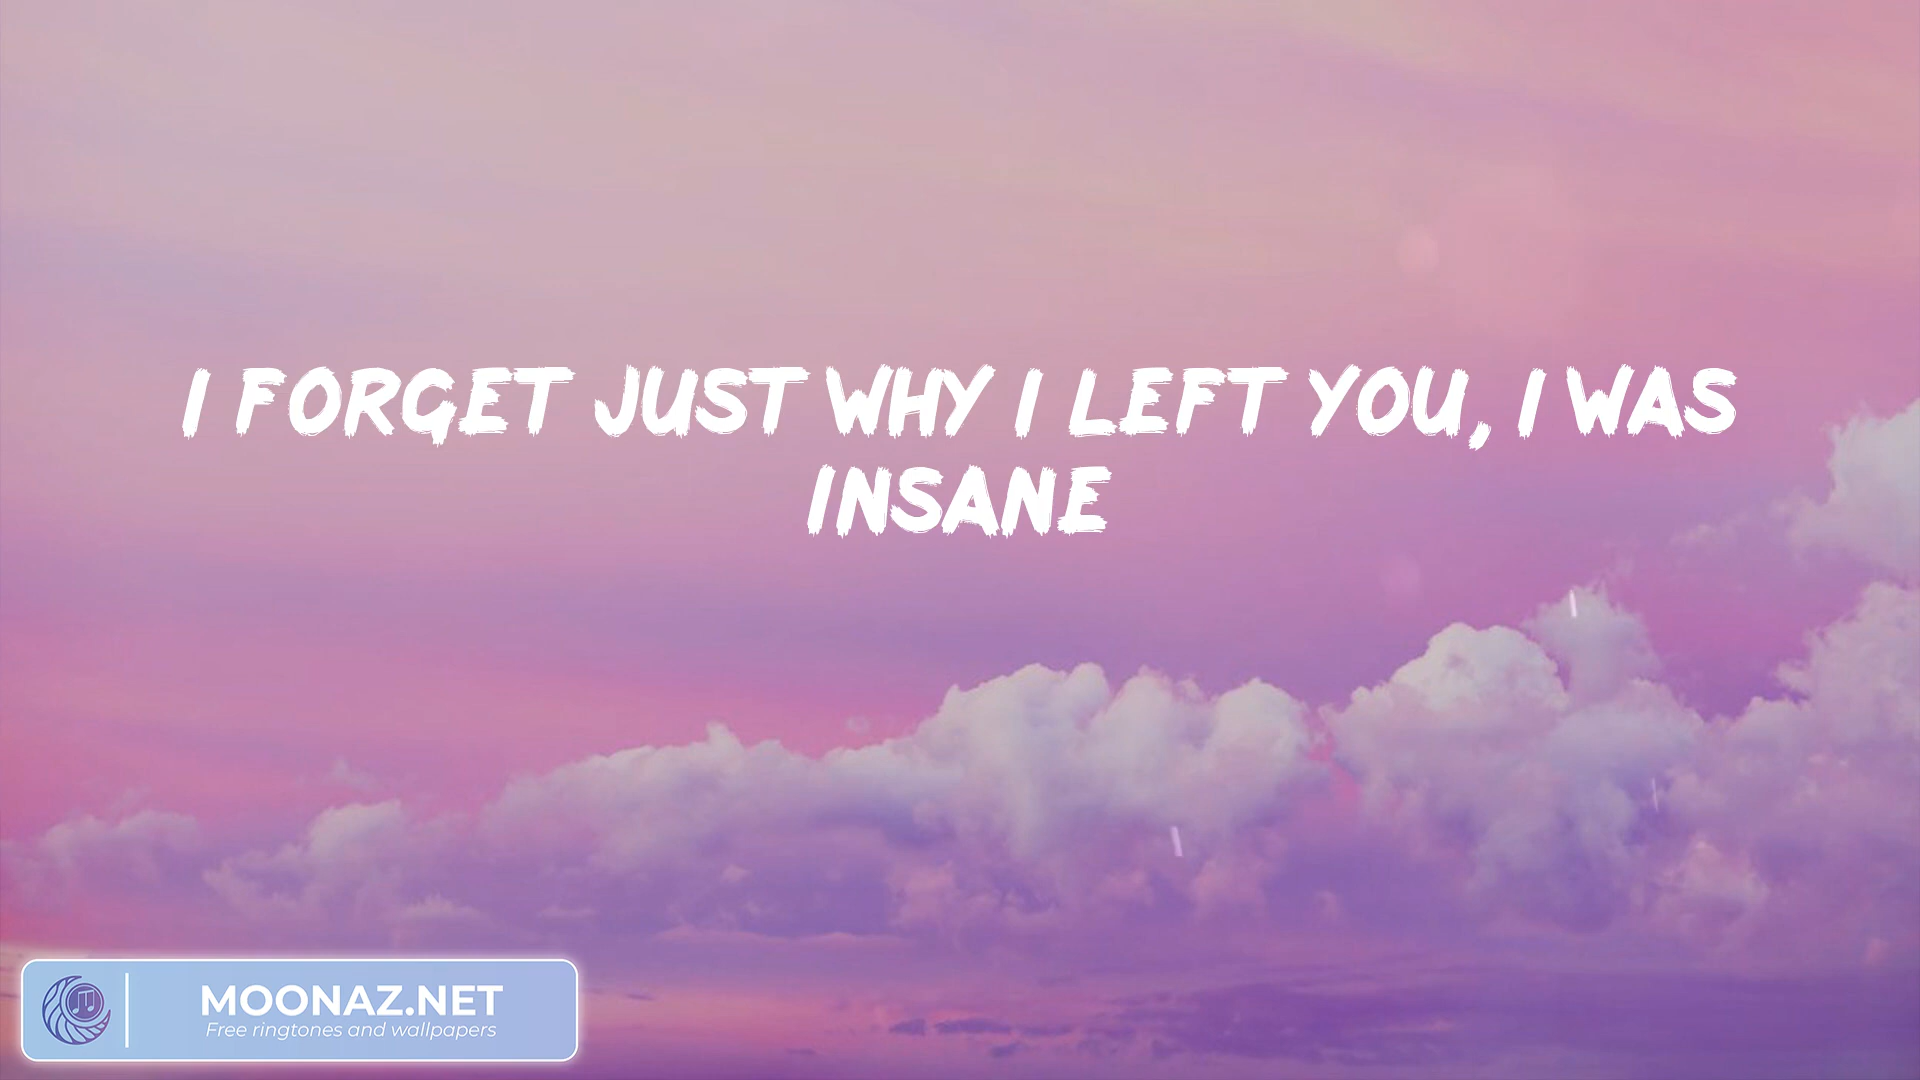 I FORGET JUST WHY I LEFT YOU, I WAS
INSANE
MOONAZ.NET
Free ringtones and wallpapers